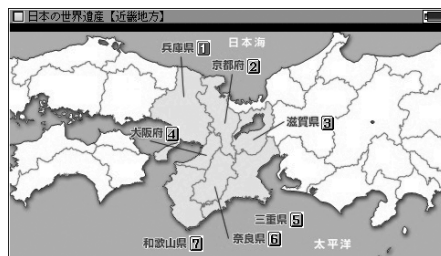 日本の世界遺産【近畿地方】
兵庫県 1
日本海
京都府 2
滋賀県 3
大阪府 4
三重県 5
奈良県 6
和歌山県 7
太平洋